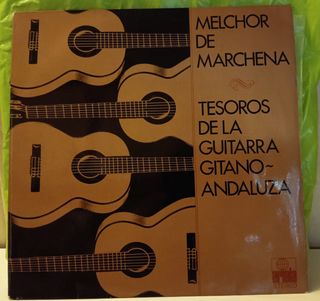 MELCHOR
DE
MARCHENA
TESOROS
DE LA
GUITARRA
GITANO~
ANDALUZA